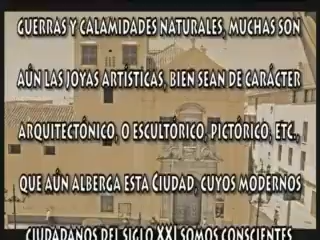 GUERRAS Y CALAMIDADES NATURALES, MUCHAS SON
AÚN LAS JOYAS ARTÍSTICAS, BIEN SEAN DE CARÁCTER
ARQUITECTÓNICO, O ESCULTÓRICO, PICTÓRICO, ETC.,
QUE AÚN ALBERGA ESTA CIUDAD, CUYOS MODERNOS
CIUDADANOS DEL SIGLO XXI SOMOS CONSCIENTES